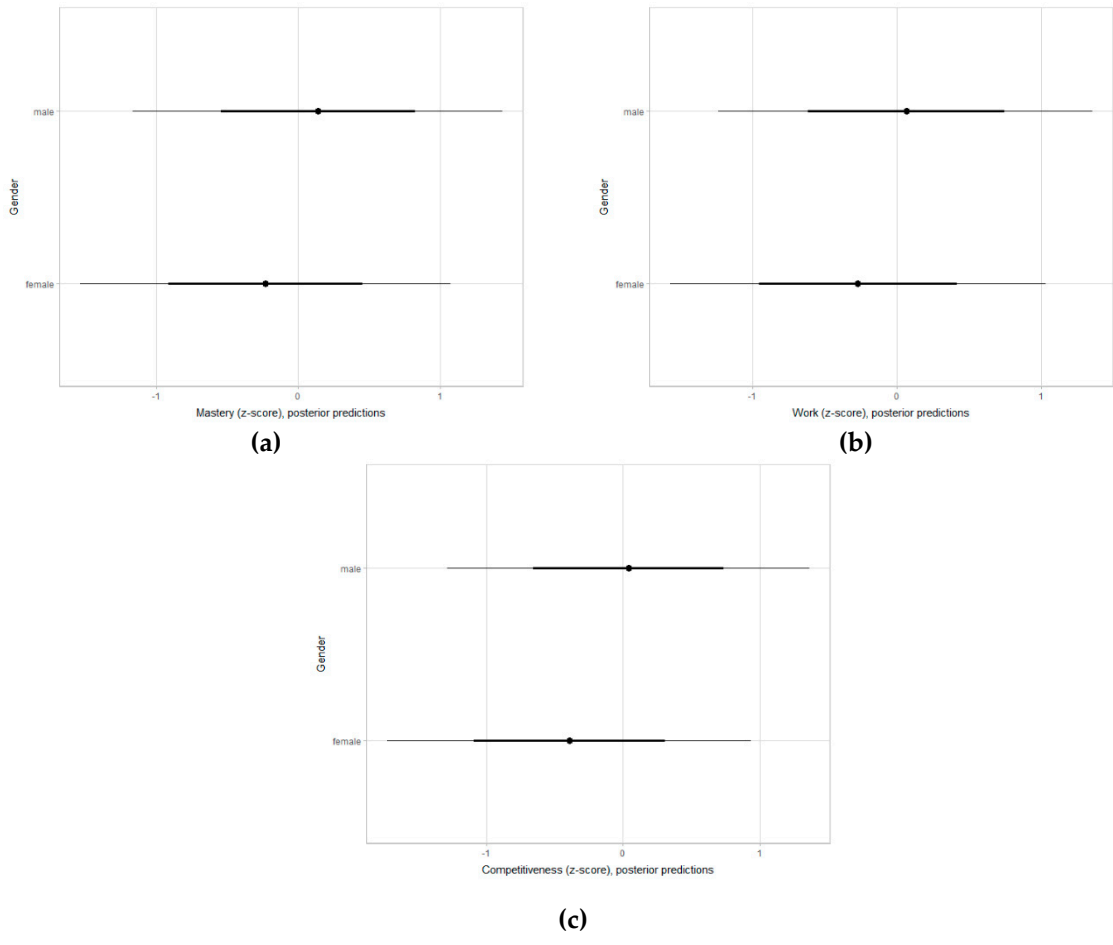 male
Gender
female
-1 0 1
Mastery (z-score), posterior predictions
(a)
male
Gender
female
-1 0 1
Work (z-score), posterior predictions
(b)
male
Gender
female
-1 0 1
Competitiveness (z-score), posterior predictions
(c)